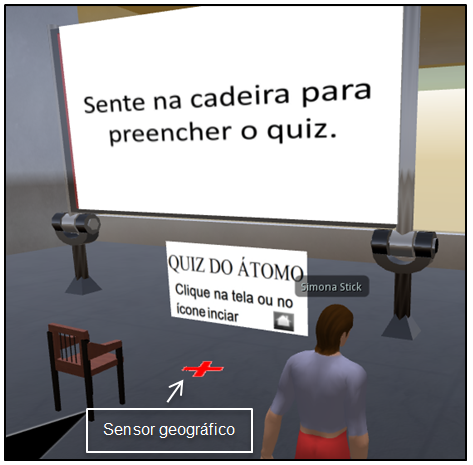 Sente na cadeira para
preencher o quiz.
QUIZ DO ÁTOMO
Simona Stick
Clique na tela ou no
ícone inciar
Sensor geográfico